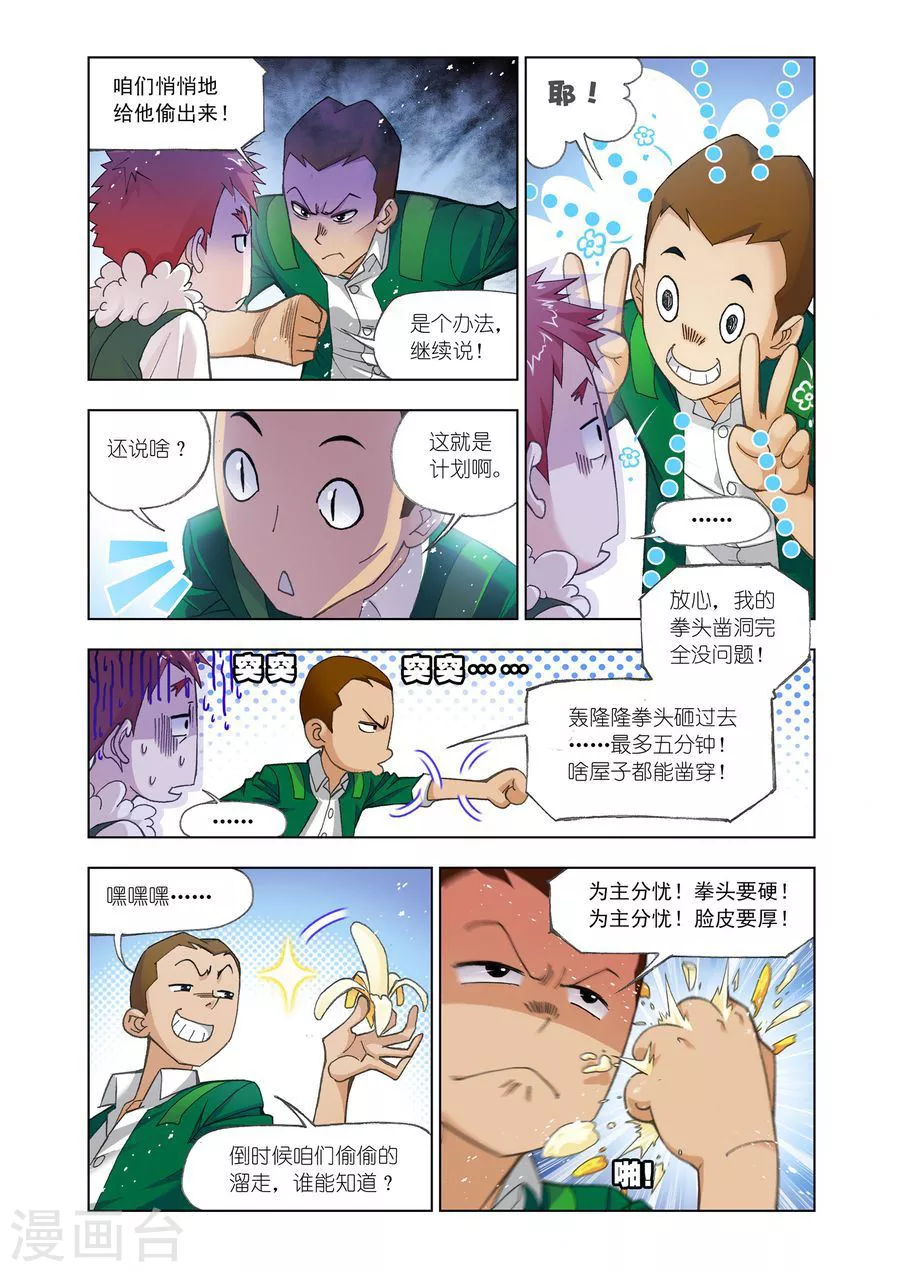 咱们悄悄地
给他偷出来！
是个办法，
继续说！
耶！
还说啥？
这就是
计划啊。
……
放心，我的
拳头凿洞完
全没问题！
突突 突突……
轰隆隆拳头砸过去
……最多五分钟！
啥屋子都能凿穿！
……
嘿嘿嘿……
倒时候咱们偷偷的
溜走，谁能知道？
为主分忧！拳头要硬！
为主分忧！脸皮要厚！
啪!
漫画台